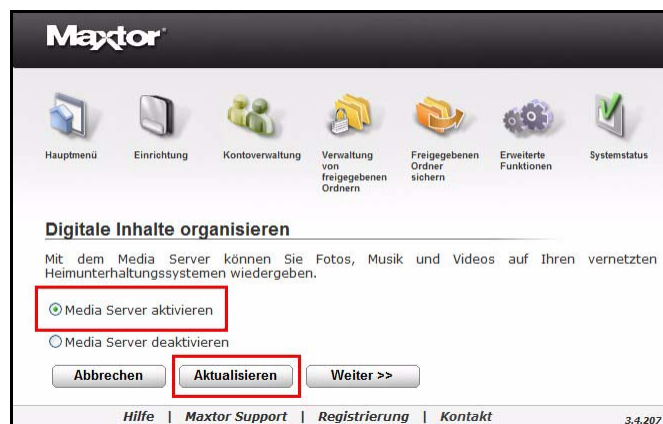 Maxtor
Hauptmenü
Einrichtung
Kontoverwaltung
Verwaltung
von
freigegebenen
Ordnern
Freigegebenen
Ordner
sichern
Erweiterte
Funktionen
Systemstatus
Digitale Inhalte organisieren
Mit dem Media Server können Sie Fotos, Musik und Videos auf Ihren vernetzten
Heimunterhaltungssystemen wiedergeben.
Media Server aktivieren
Media Server deaktivieren
Abbrechen Aktualisieren Weiter >>
Hilfe | Maxtor Support | Registrierung | Kontakt
3.4.207